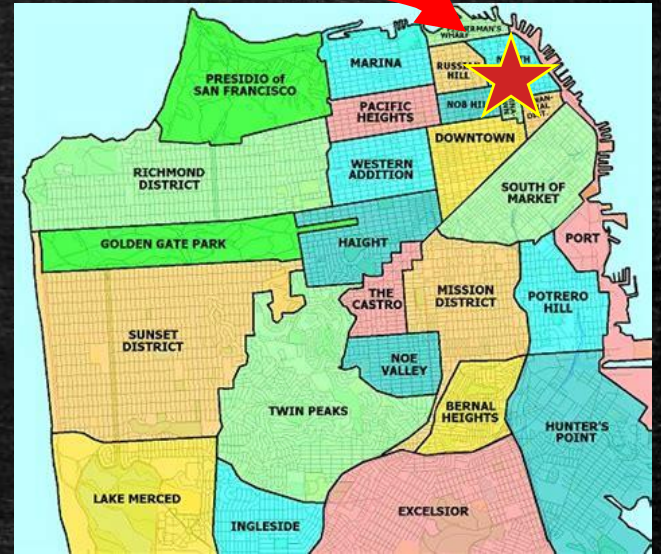 WHARF
MARINA
PRESIDIO of
SAN FRANCISCO
HILL
PACIFIC
HEIGHTS
NOB
DOWNTOWN
WESTERN
ADDITION
RICHMOND
DISTRICT
SOUTH OF
MARKET
GOLDEN GATE PARK
HAIGHT
PORT
THE
CASTRO
MISSION
DISTRICT
POTRERO
HILL
SUNSET
DISTRICT
NOE
VALLEY
TWIN PEAKS
BERNAL
HEIGHTS
HUNTER'S
POINT
LAKE MERCED
INGLESIDE
EXCELSIOR